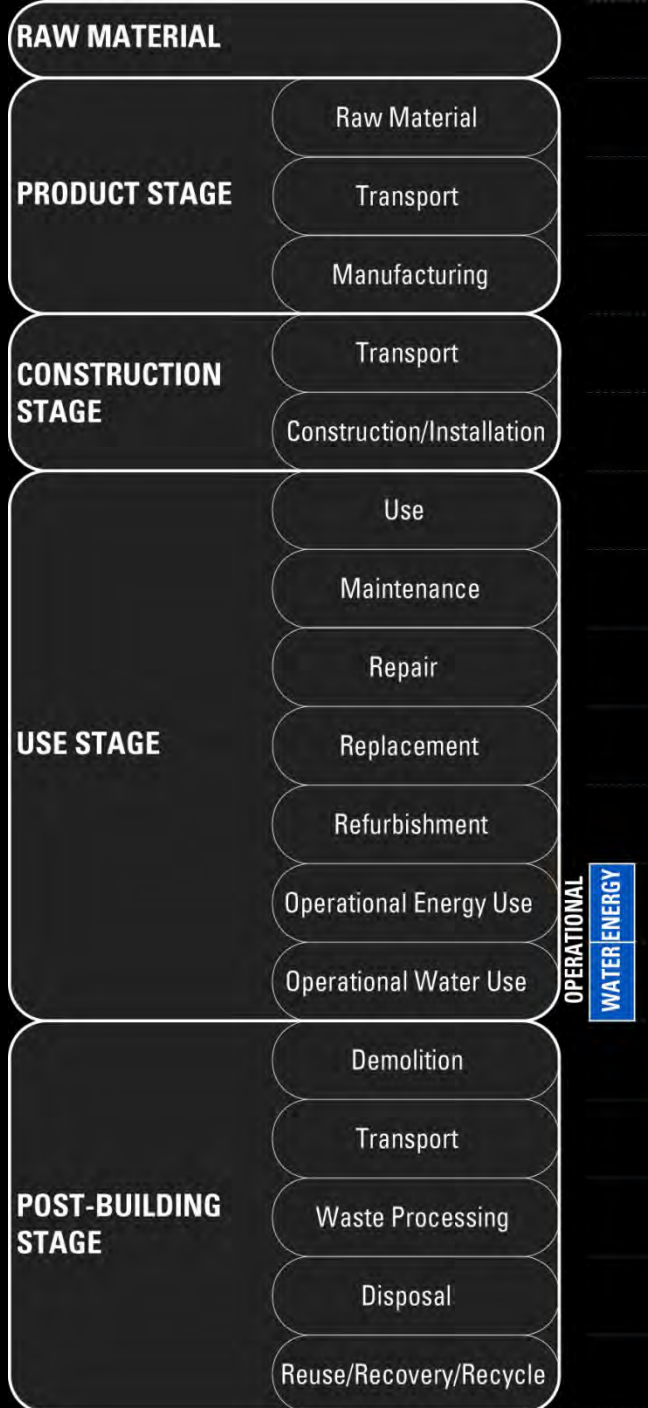 RAW MATERIAL
PRODUCT STAGE
Raw Material
Transport
Manufacturing
CONSTRUCTION
STAGE
Transport
Construction/Installation
USE STAGE
Use
Maintenance
Repair
Replacement
Refurbishment
Operational Energy Use
Operational Water Use
OPERATIONAL
WATER ENERGY
POST-BUILDING
STAGE
Demolition
Transport
Waste Processing
Disposal
Reuse/Recovery/Recycle